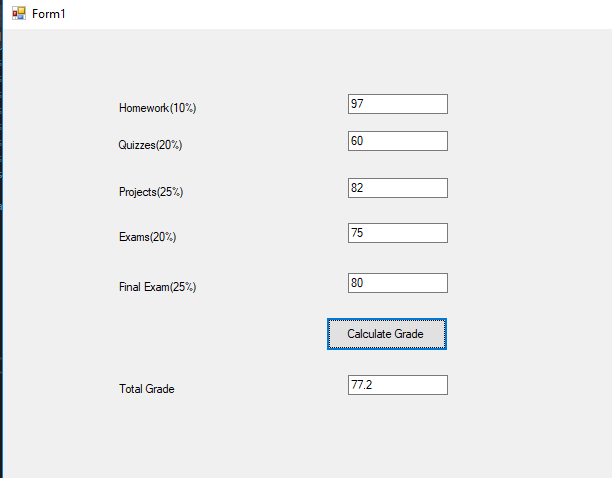 Form1
Homework(10%) 97
Quizzes(20%) 60
Projects(25%) 82
Exams(20%) 75
Final Exam(25%) 80
Calculate Grade
Total Grade 77.2